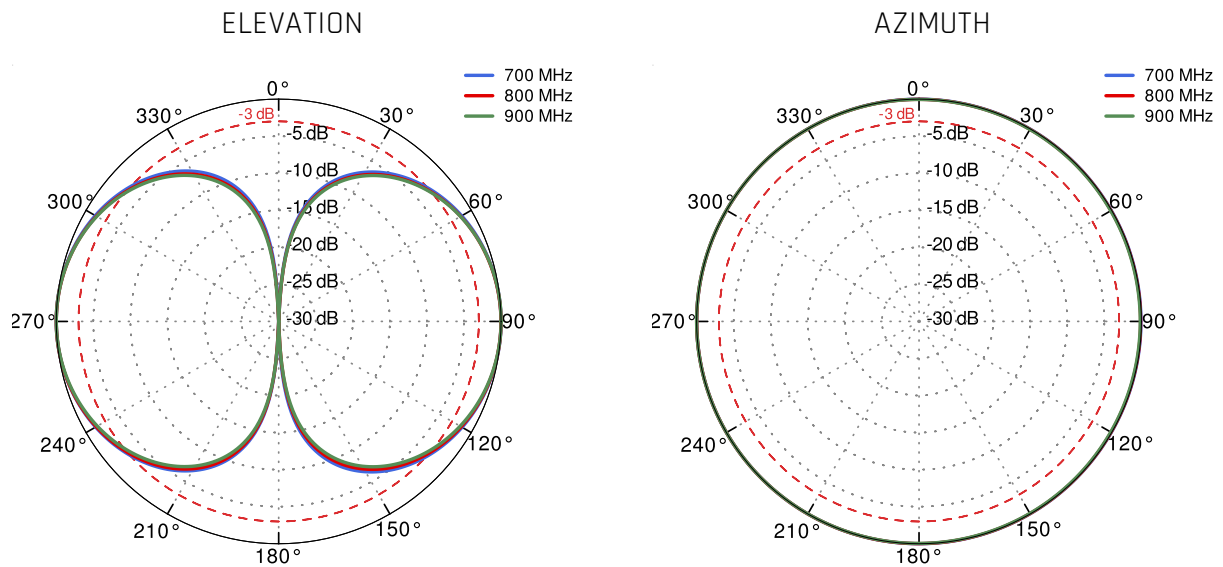 ELEVATION
700 MHz
800 MHz
900 MHz
0°
-3 dB
330°
30°
-5 dB
-10 dB
300°
60°
-15 dB
-20 dB
-25 dB
270°
-30 dB
90°
240°
120°
210°
150°
180°
AZIMUTH
700 MHz
800 MHz
900 MHz
0°
-3 dB
330°
30°
-5 dB
-10 dB
300°
60°
-15 dB
-20 dB
-25 dB
270°
-30 dB
90°
240°
120°
210°
150°
180°